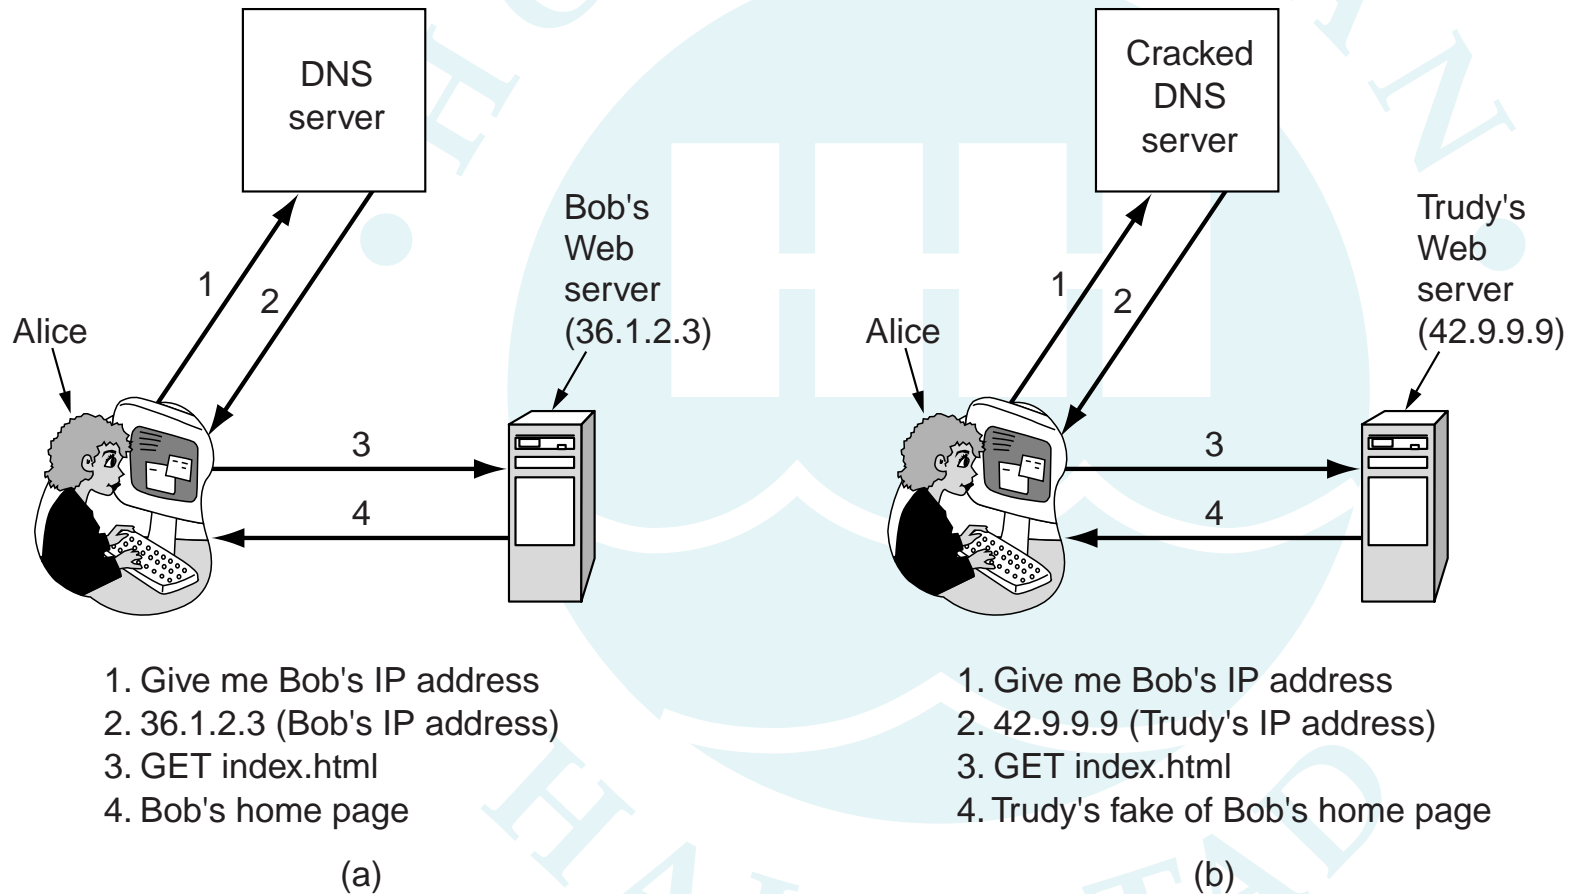 DNS
server
1
2
Alice
Bob's
Web
server
(36.1.2.3)
3
4
1. Give me Bob's IP address
2. 36.1.2.3 (Bob's IP address)
3. GET index.html
4. Bob's home page
(a)
Cracked
DNS
server
1
2
Alice
Trudy's
Web
server
(42.9.9.9)
3
4
1. Give me Bob's IP address
2. 42.9.9.9 (Trudy's IP address)
3. GET index.html
4. Trudy's fake of Bob's home page
(b)